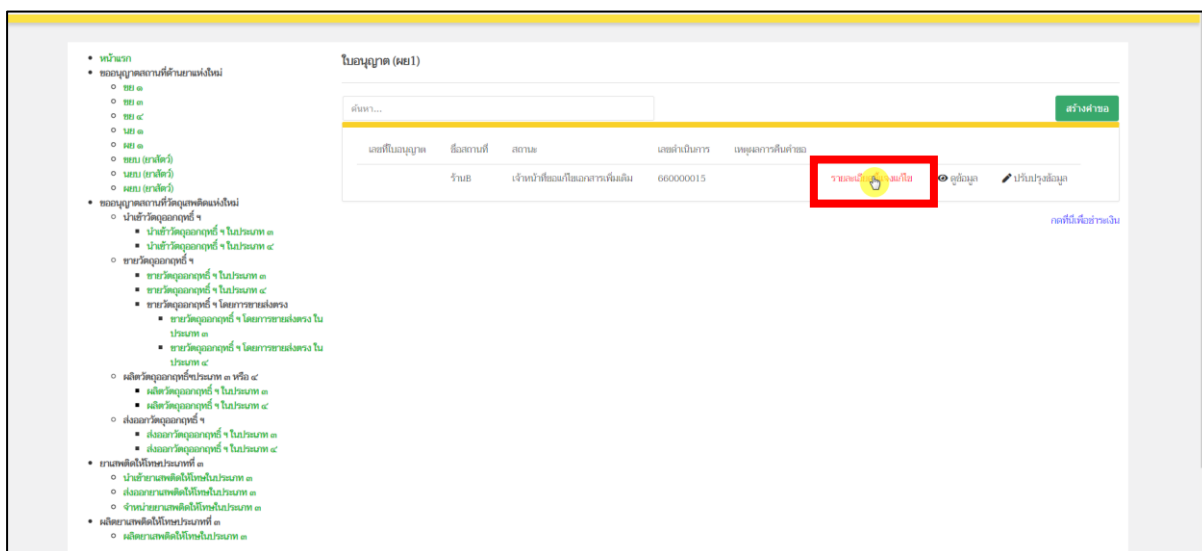 หน้าแรก
ขออนุญาตสถานที่ด้านยาแห่งใหม่
ขย ๑
ขย ๓
ขย ๔
นย ๑
ผย ๑
ขยบ (ยาสัตว์)
นยบ (ยาสัตว์)
ผยบ (ยาสัตว์)
ขออนุญาตสถานที่วัตถุเสพติดแห่งใหม่
นำเข้าวัตถุออกฤทธิ์ ฯ
นำเข้าวัตถุออกฤทธิ์ ฯ ในประเภท ๓
นำเข้าวัตถุออกฤทธิ์ ฯ ในประเภท ๔
ขายวัตถุออกฤทธิ์ ฯ
ขายวัตถุออกฤทธิ์ ฯ ในประเภท ๓
ขายวัตถุออกฤทธิ์ ฯ ในประเภท ๔
ขายวัตถุออกฤทธิ์ ฯ โดยการขายส่งตรง
ขายวัตถุออกฤทธิ์ ฯ โดยการขายส่งตรง ใน
ประเภท ๓
ขายวัตถุออกฤทธิ์ ฯ โดยการขายส่งตรง ใน
ประเภท ๔
ผลิตวัตถุออกฤทธิ์ฯประเภท ๓ หรือ ๔
ผลิตวัตถุออกฤทธิ์ ฯ ในประเภท ๓
ผลิตวัตถุออกฤทธิ์ ฯ ในประเภท ๔
ส่งออกวัตถุออกฤทธิ์ ฯ
ส่งออกวัตถุออกฤทธิ์ ฯ ในประเภท ๓
ส่งออกวัตถุออกฤทธิ์ ฯ ในประเภท ๔
ยาเสพติดให้โทษประเภทที่ ๓
นำเข้ายาเสพติดให้โทษในประเภท ๓
ส่งออกยาเสพติดให้โทษในประเภท ๓
จำหน่ายยาเสพติดให้โทษในประเภท ๓
ผลิตยาเสพติดให้โทษประเภทที่ ๓
ผลิตยาเสพติดให้โทษในประเภท ๓
ใบอนุญาต (ผย1)
ค้นหา...
สร้างคำขอ
เลขที่ใบอนุญาต ชื่อสถานที่ สถานะ เลขดำเนินการ เหตุผลการคืนคำขอ
ร้านB เจ้าหน้าที่ขอแก้ไขเอกสารเพิ่มเติม 660000015 ดูข้อมูล ปรับปรุงข้อมูล
กดที่นี่เพื่อชำระเงิน